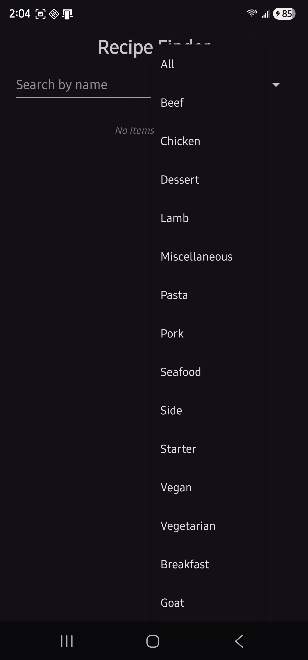 2:04
85
Recipe Finder
All
Search by name
Beef
No items
Chicken
Dessert
Lamb
Miscellaneous
Pasta
Pork
Seafood
Side
Starter
Vegan
Vegetarian
Breakfast
Goat